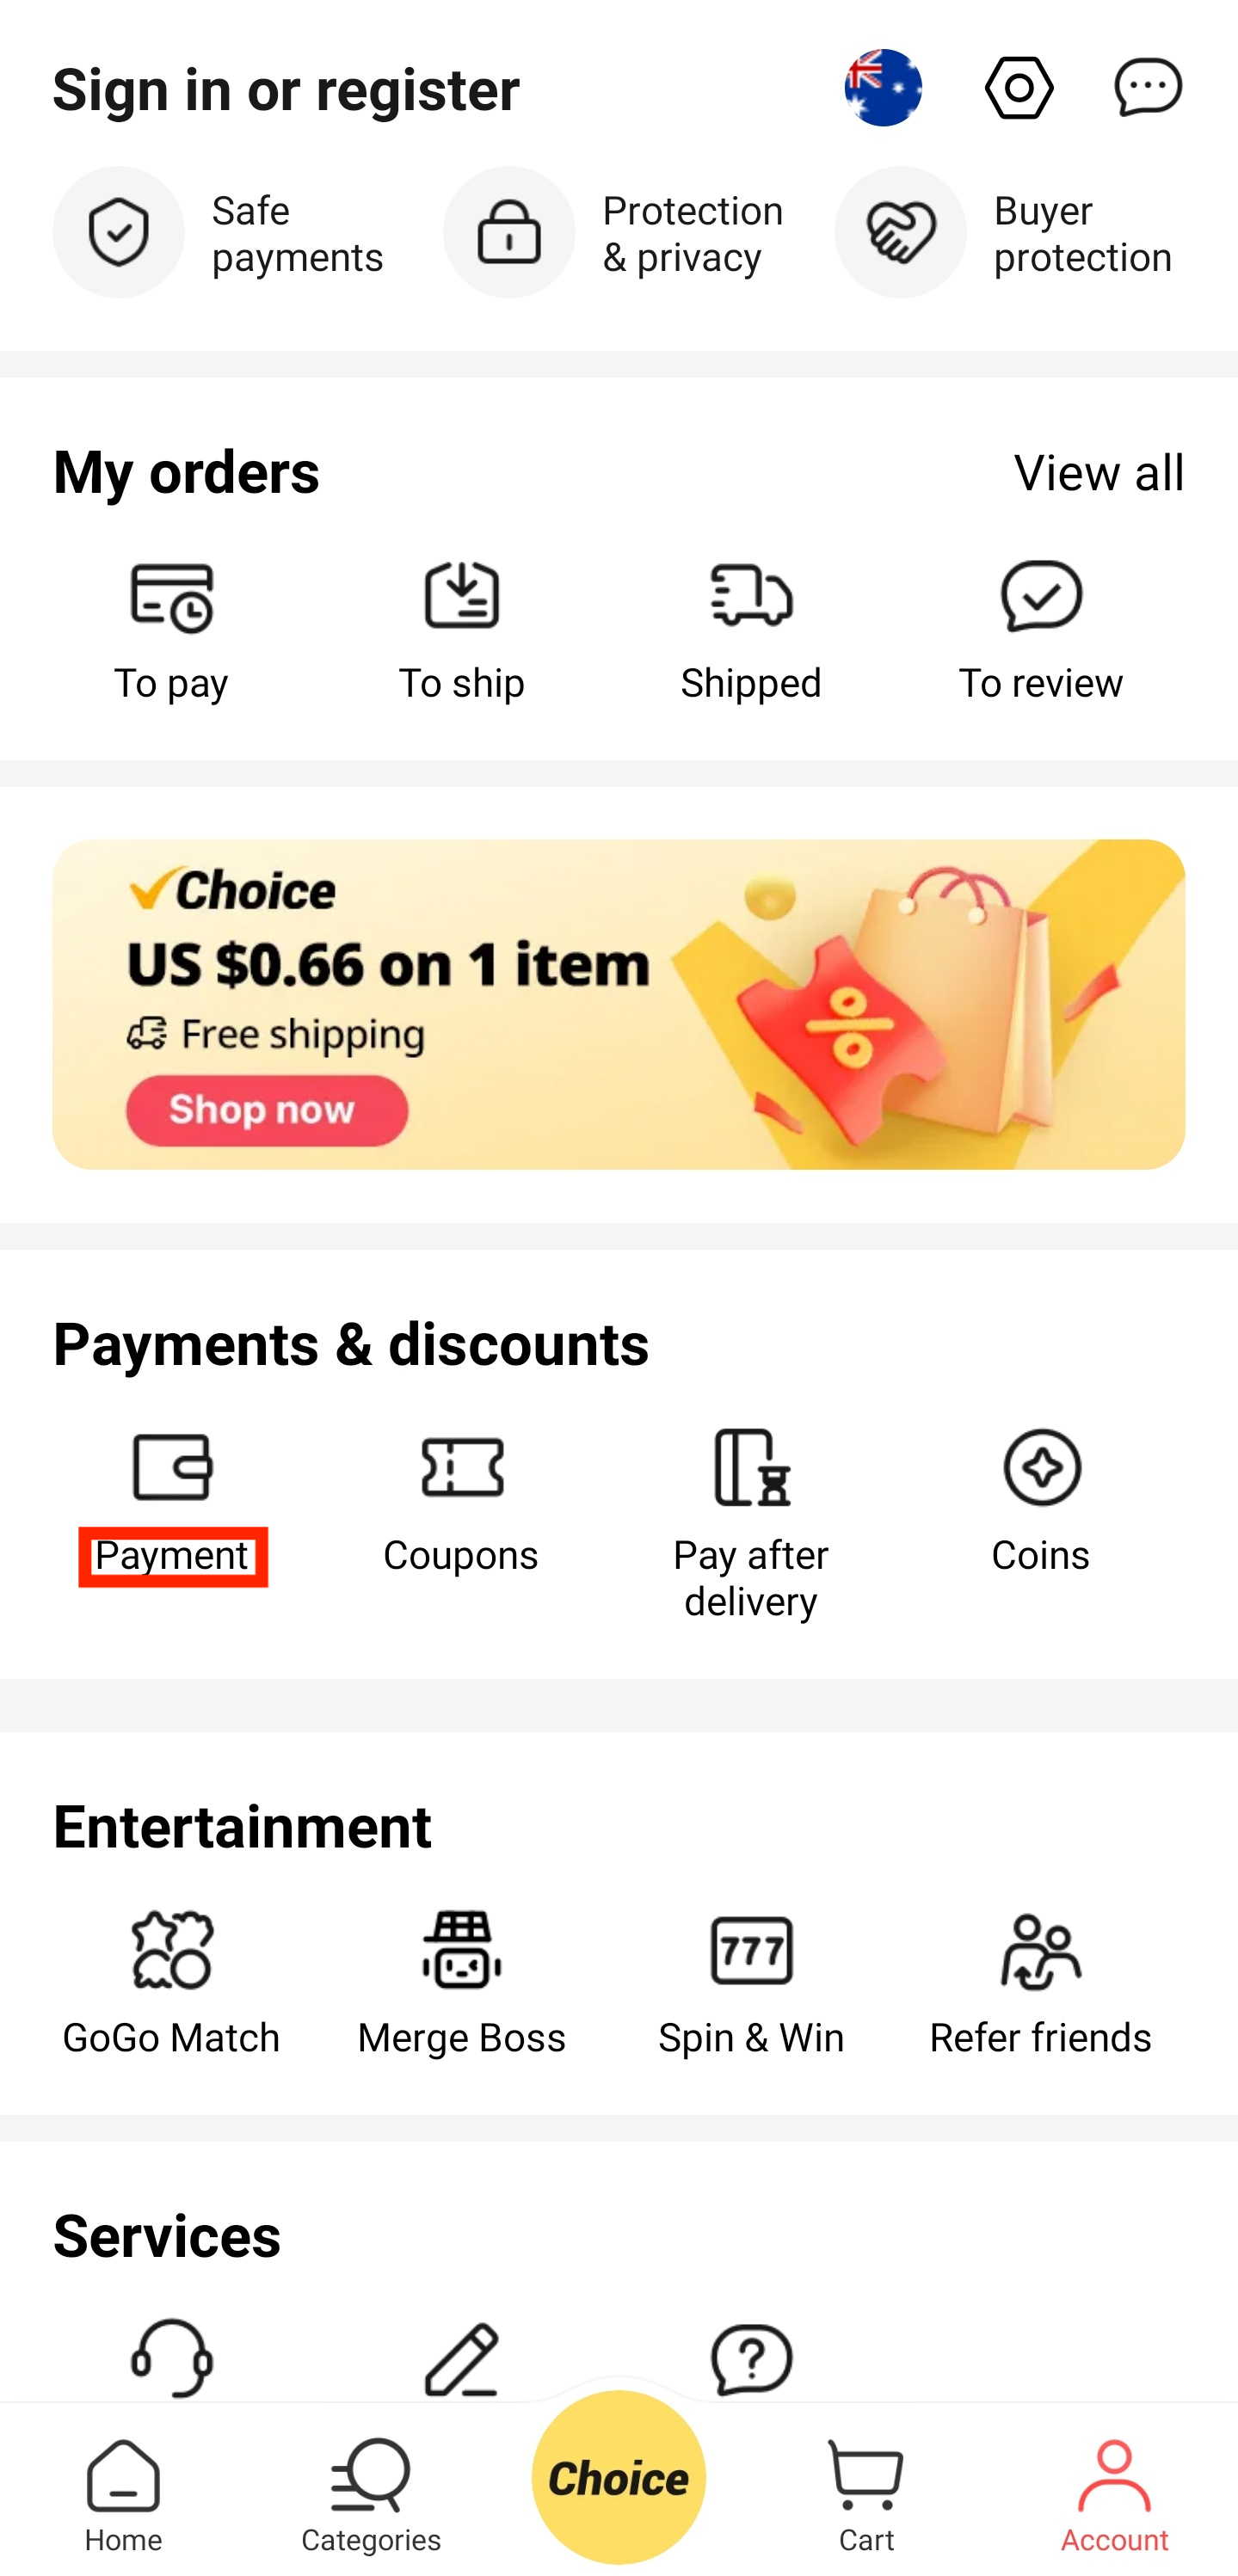 Sign in or register
Safe
payments
Protection
& privacy
Buyer
protection
My orders
View all
To pay
To ship
Shipped
To review
Choice
US $0.66 on 1 item
Free shipping
Shop now
Payments & discounts
Payment
Coupons
Pay after
delivery
Coins
Entertainment
777
GoGo Match
Merge Boss
Spin & Win
Refer friends
Services
Home
Categories
Choice
Cart
Account